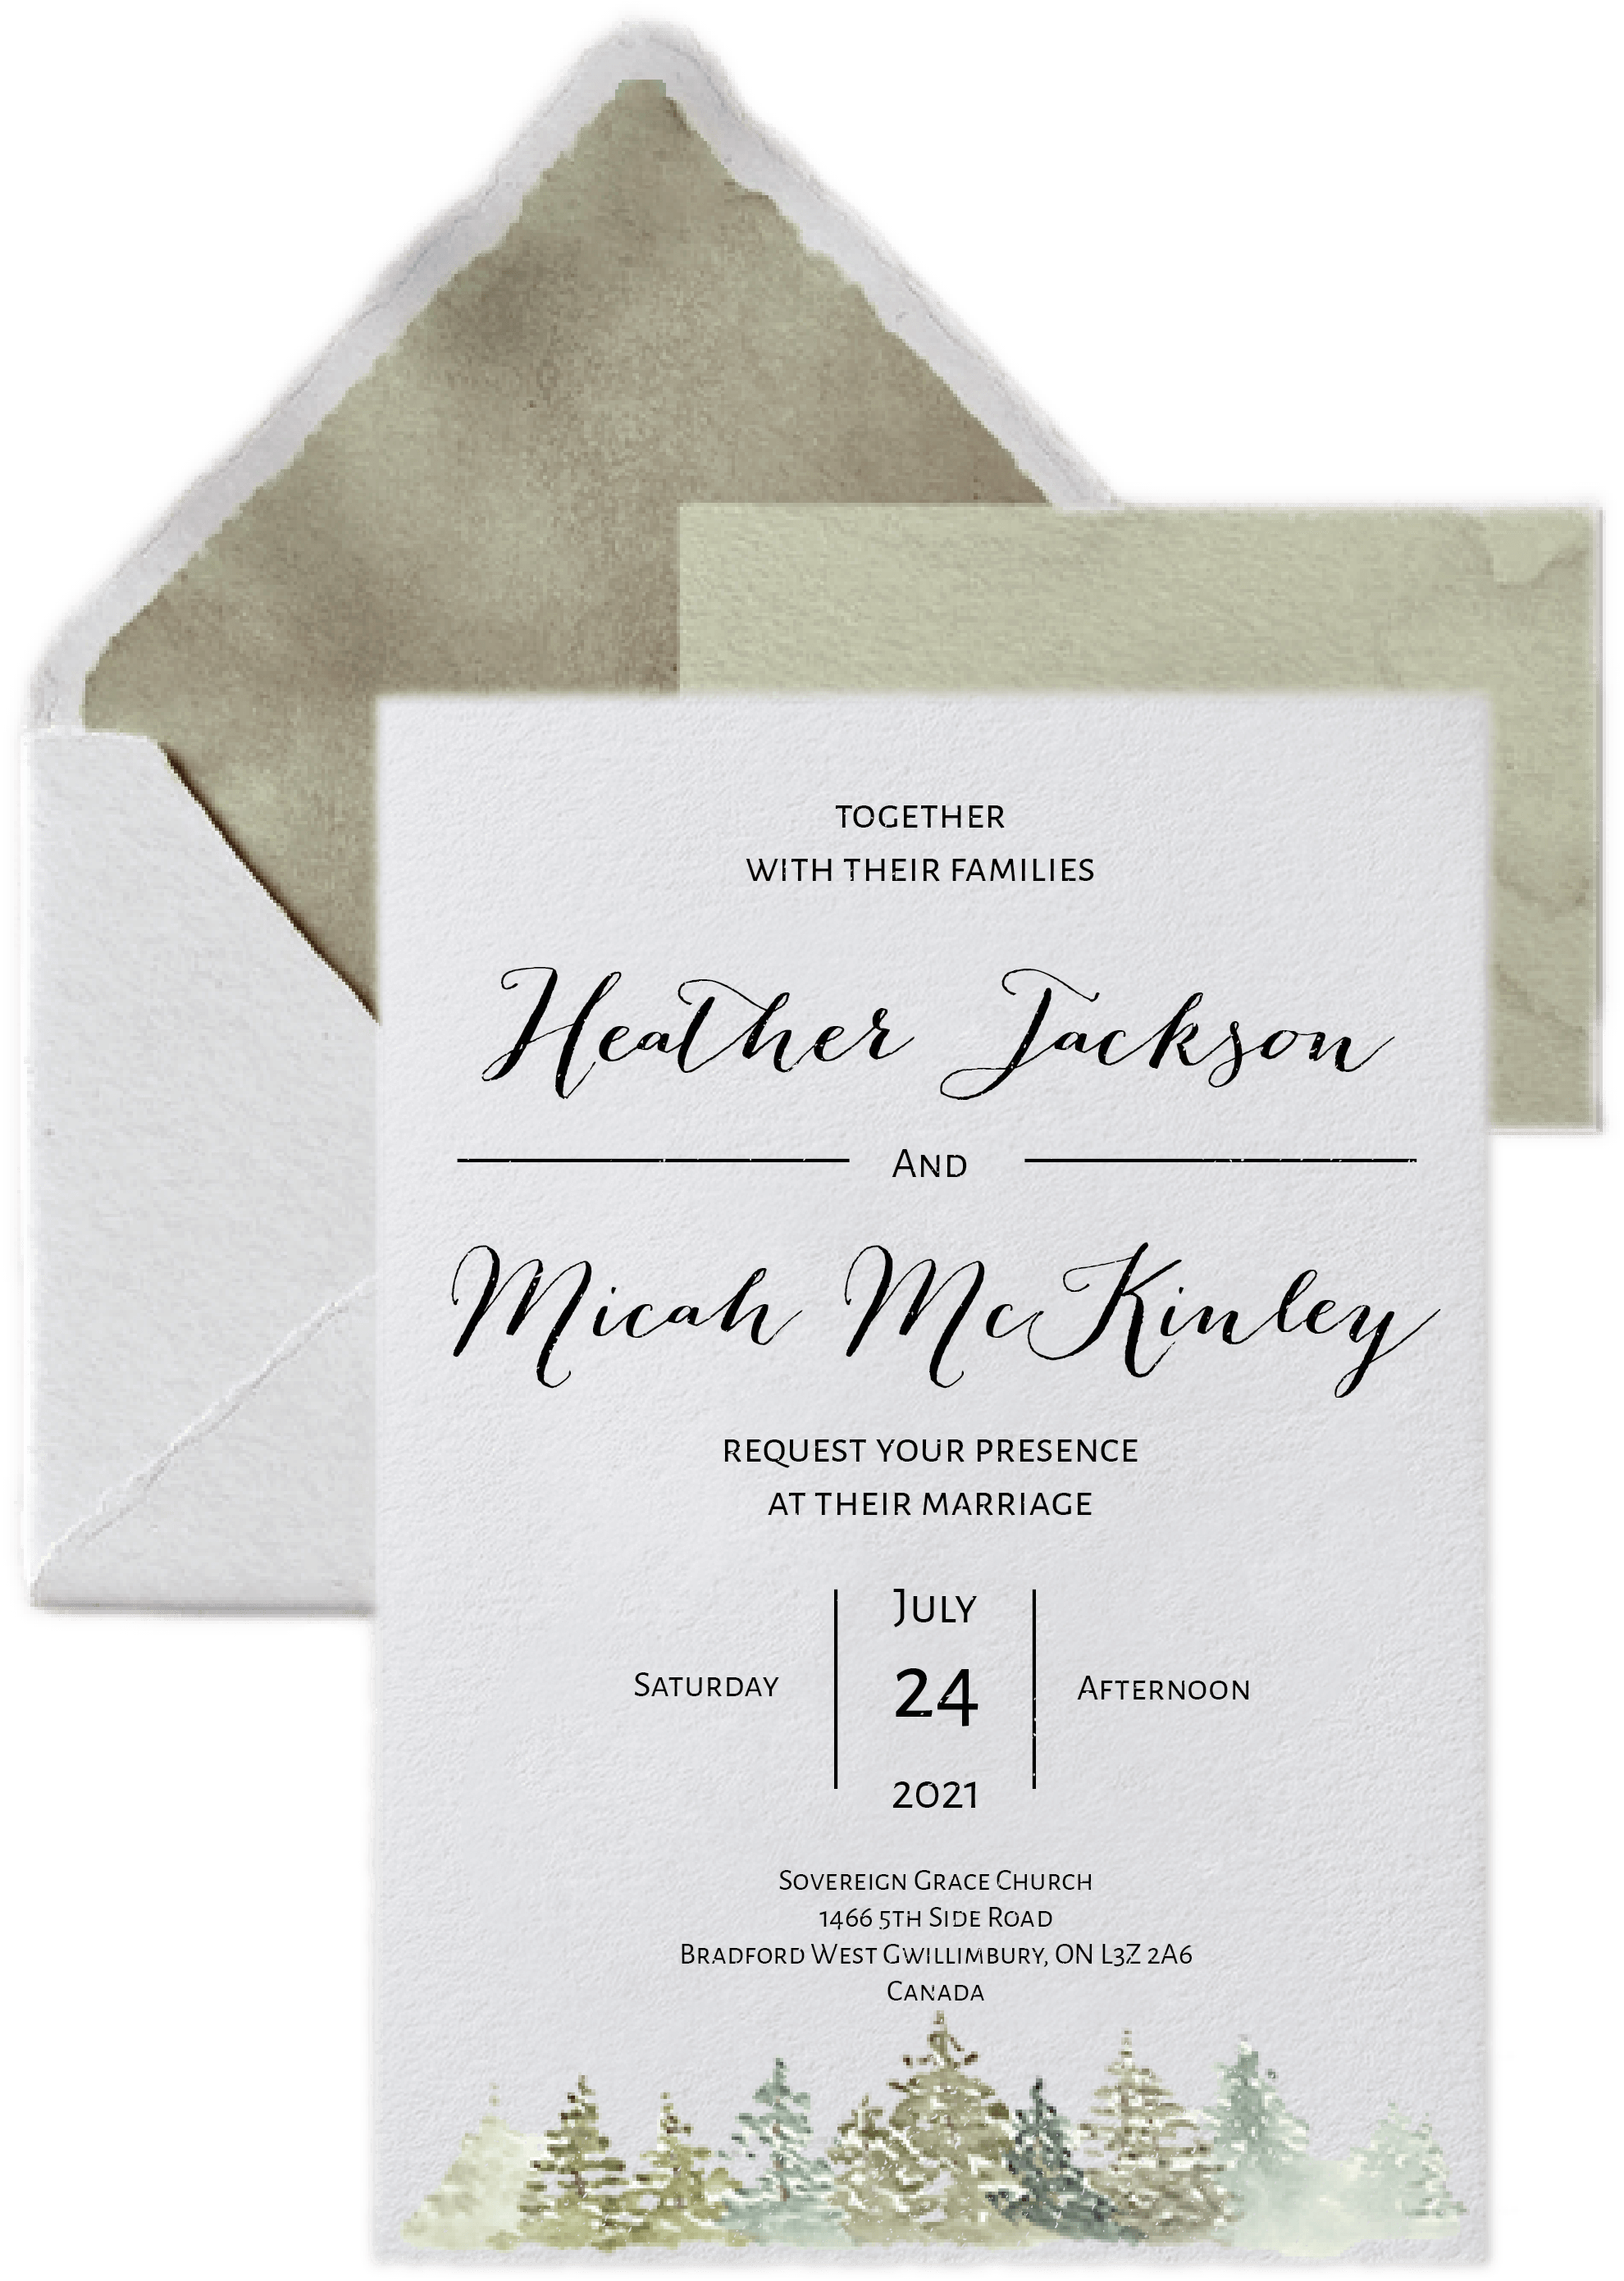 TOGETHER
WITH THEIR FAMILIES
Heather Jackson
AND
Micah McKinley
REQUEST YOUR PRESENCE
AT THEIR MARRIAGE
JULY
SATURDAY 24 AFTERNOON
2021
SOVEREIGN GRACE CHURCH
1466 5TH SIDE ROAD
BRADFORD WEST GWILLIMBURY, ON L3Z 2A6
CANADA